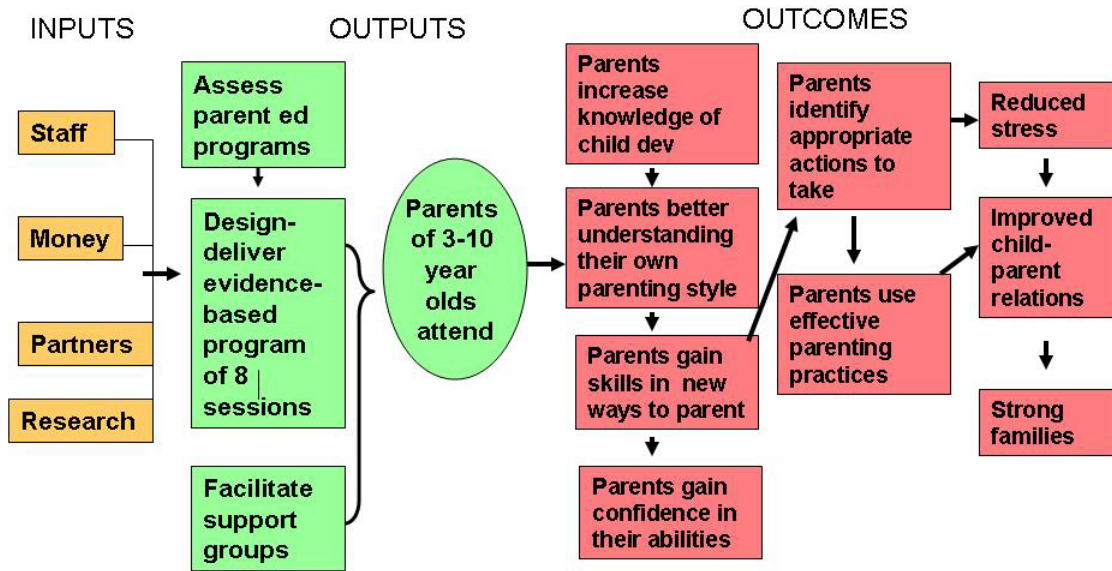 INPUTS
OUTPUTS
OUTCOMES
Staff
Money
Partners
Research
Assess
parent ed
programs
Design-
deliver
evidence-
based
program
of 8
sessions
Facilitate
support
groups
Parents
of 3-10
year
olds
attend
Parents
increase
knowledge of
child dev
Parents better
understanding
their own
parenting style
Parents gain
skills in new
ways to parent
Parents gain
confidence in
their abilities
Parents
identify
appropriate
actions to
take
Parents use
effective
parenting
practices
Reduced
stress
Improved
child-
parent
relations
Strong
families